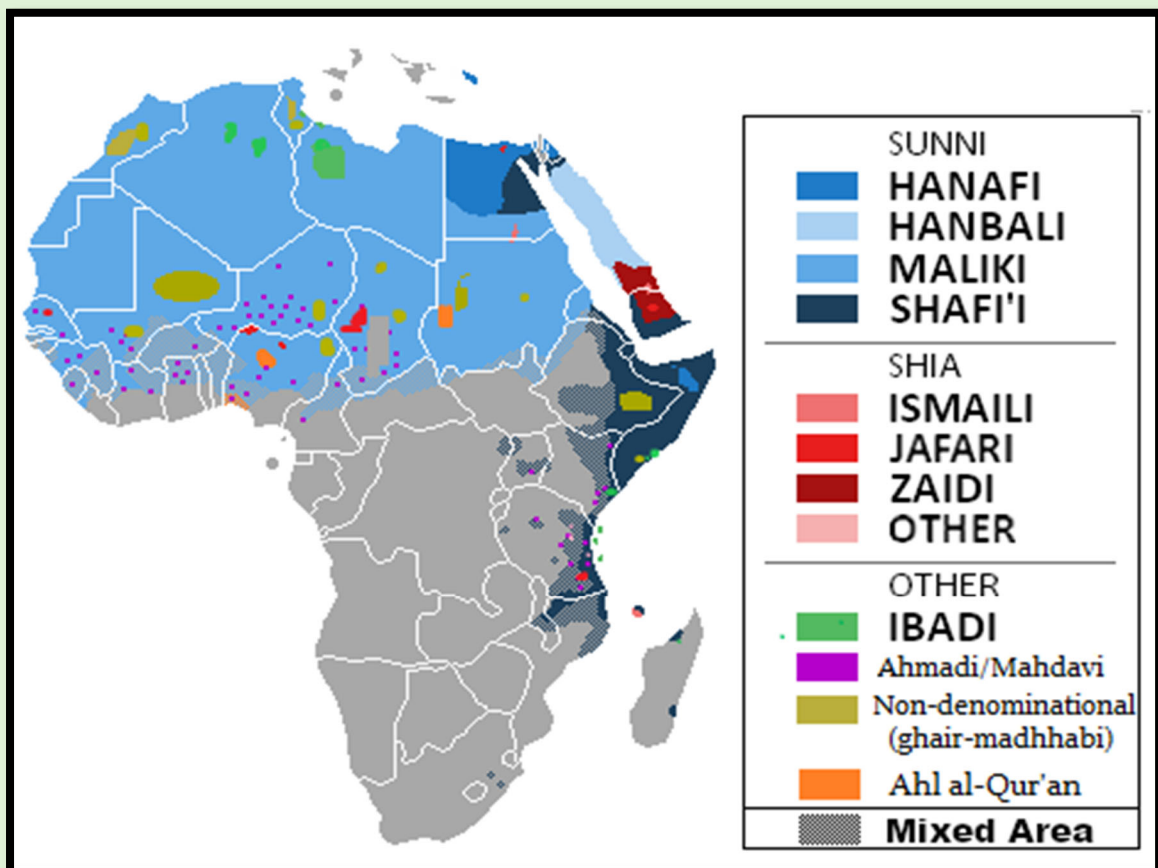 SUNNI
HANAFI
HANBALI
MALIKI
SHAFI'I
SHIA
ISMAILI
JAFARI
ZAIDI
OTHER
OTHER
IBADI
Ahmadi/Mahdavi
Non-denominational
(ghair-madhhabi)
Ahl al-Qur'an
Mixed Area